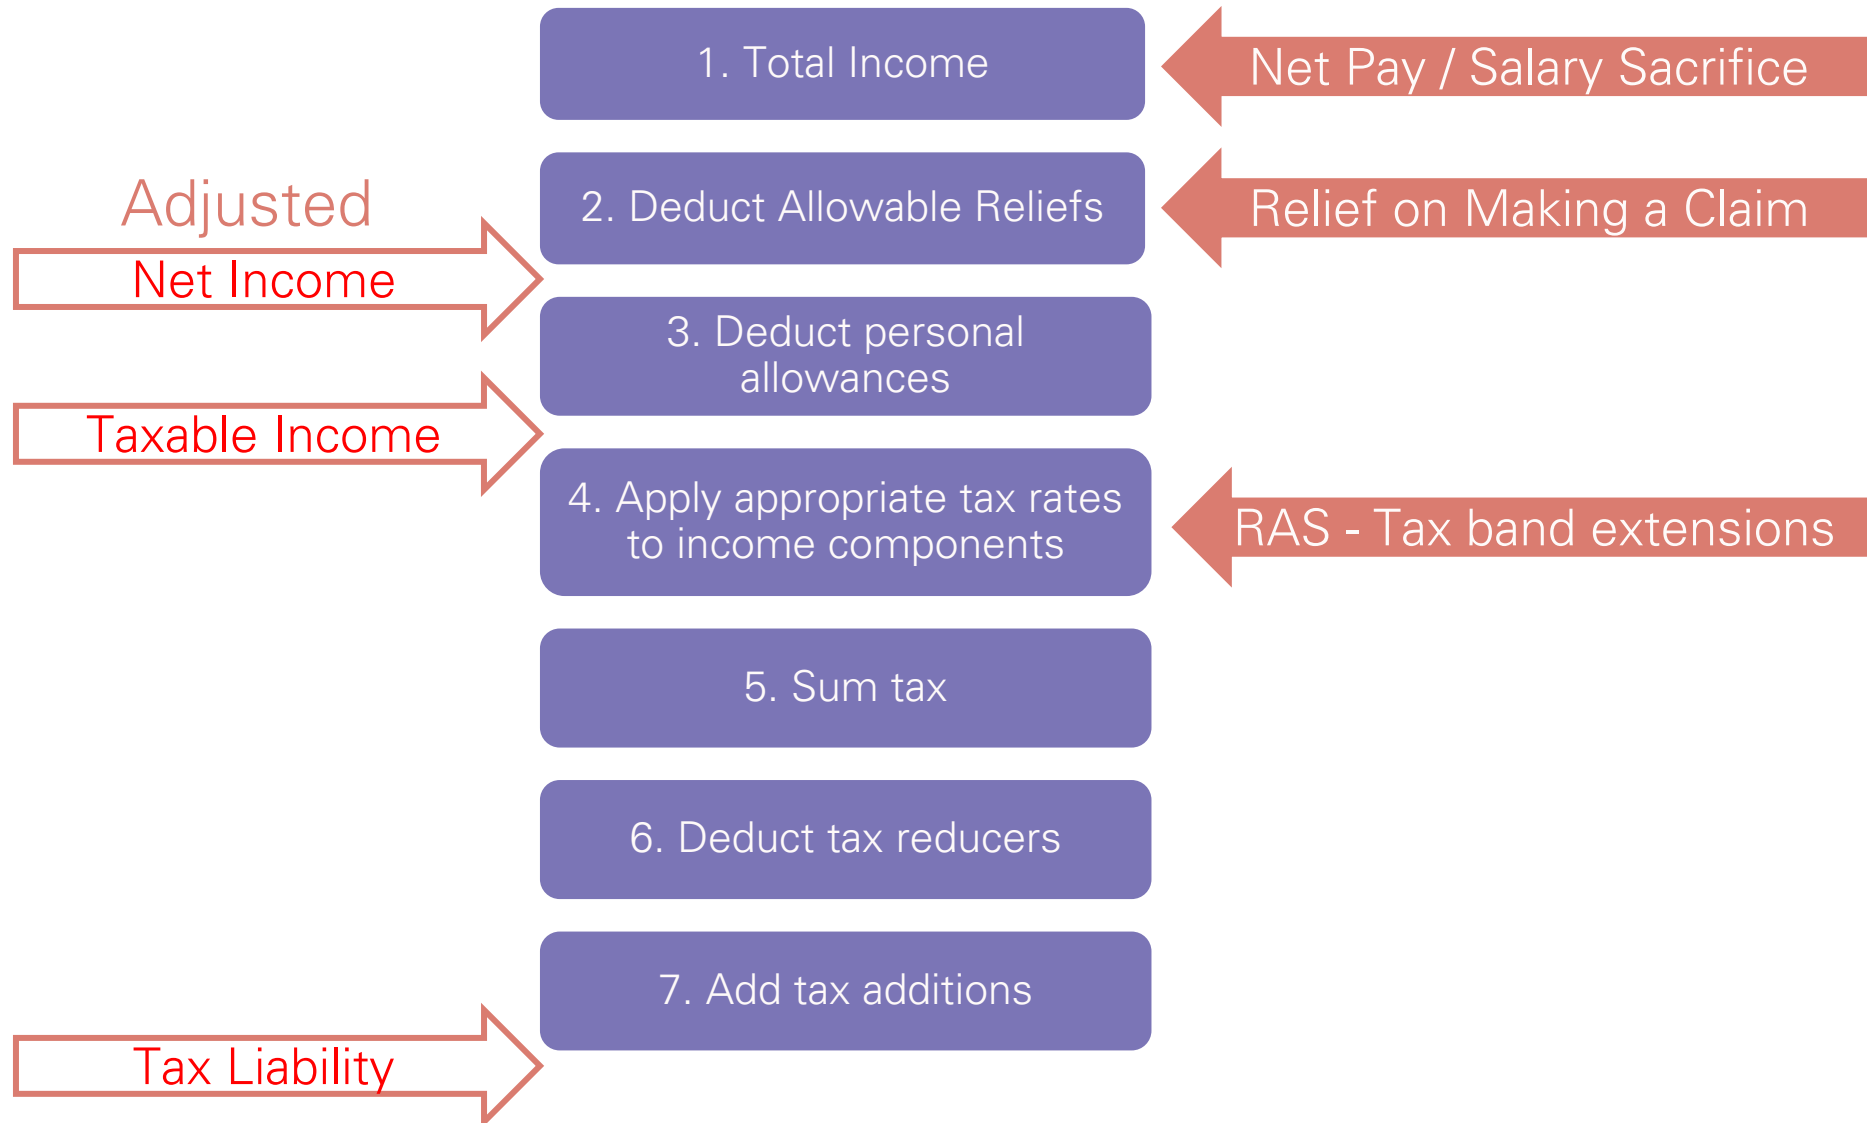 1. Total Income
Net Pay / Salary Sacrifice
2. Deduct Allowable Reliefs
Relief on Making a Claim
Adjusted
Net Income
3. Deduct personal
allowances
Taxable Income
4. Apply appropriate tax rates
to income components
RAS - Tax band extensions
5. Sum tax
6. Deduct tax reducers
7. Add tax additions
Tax Liability